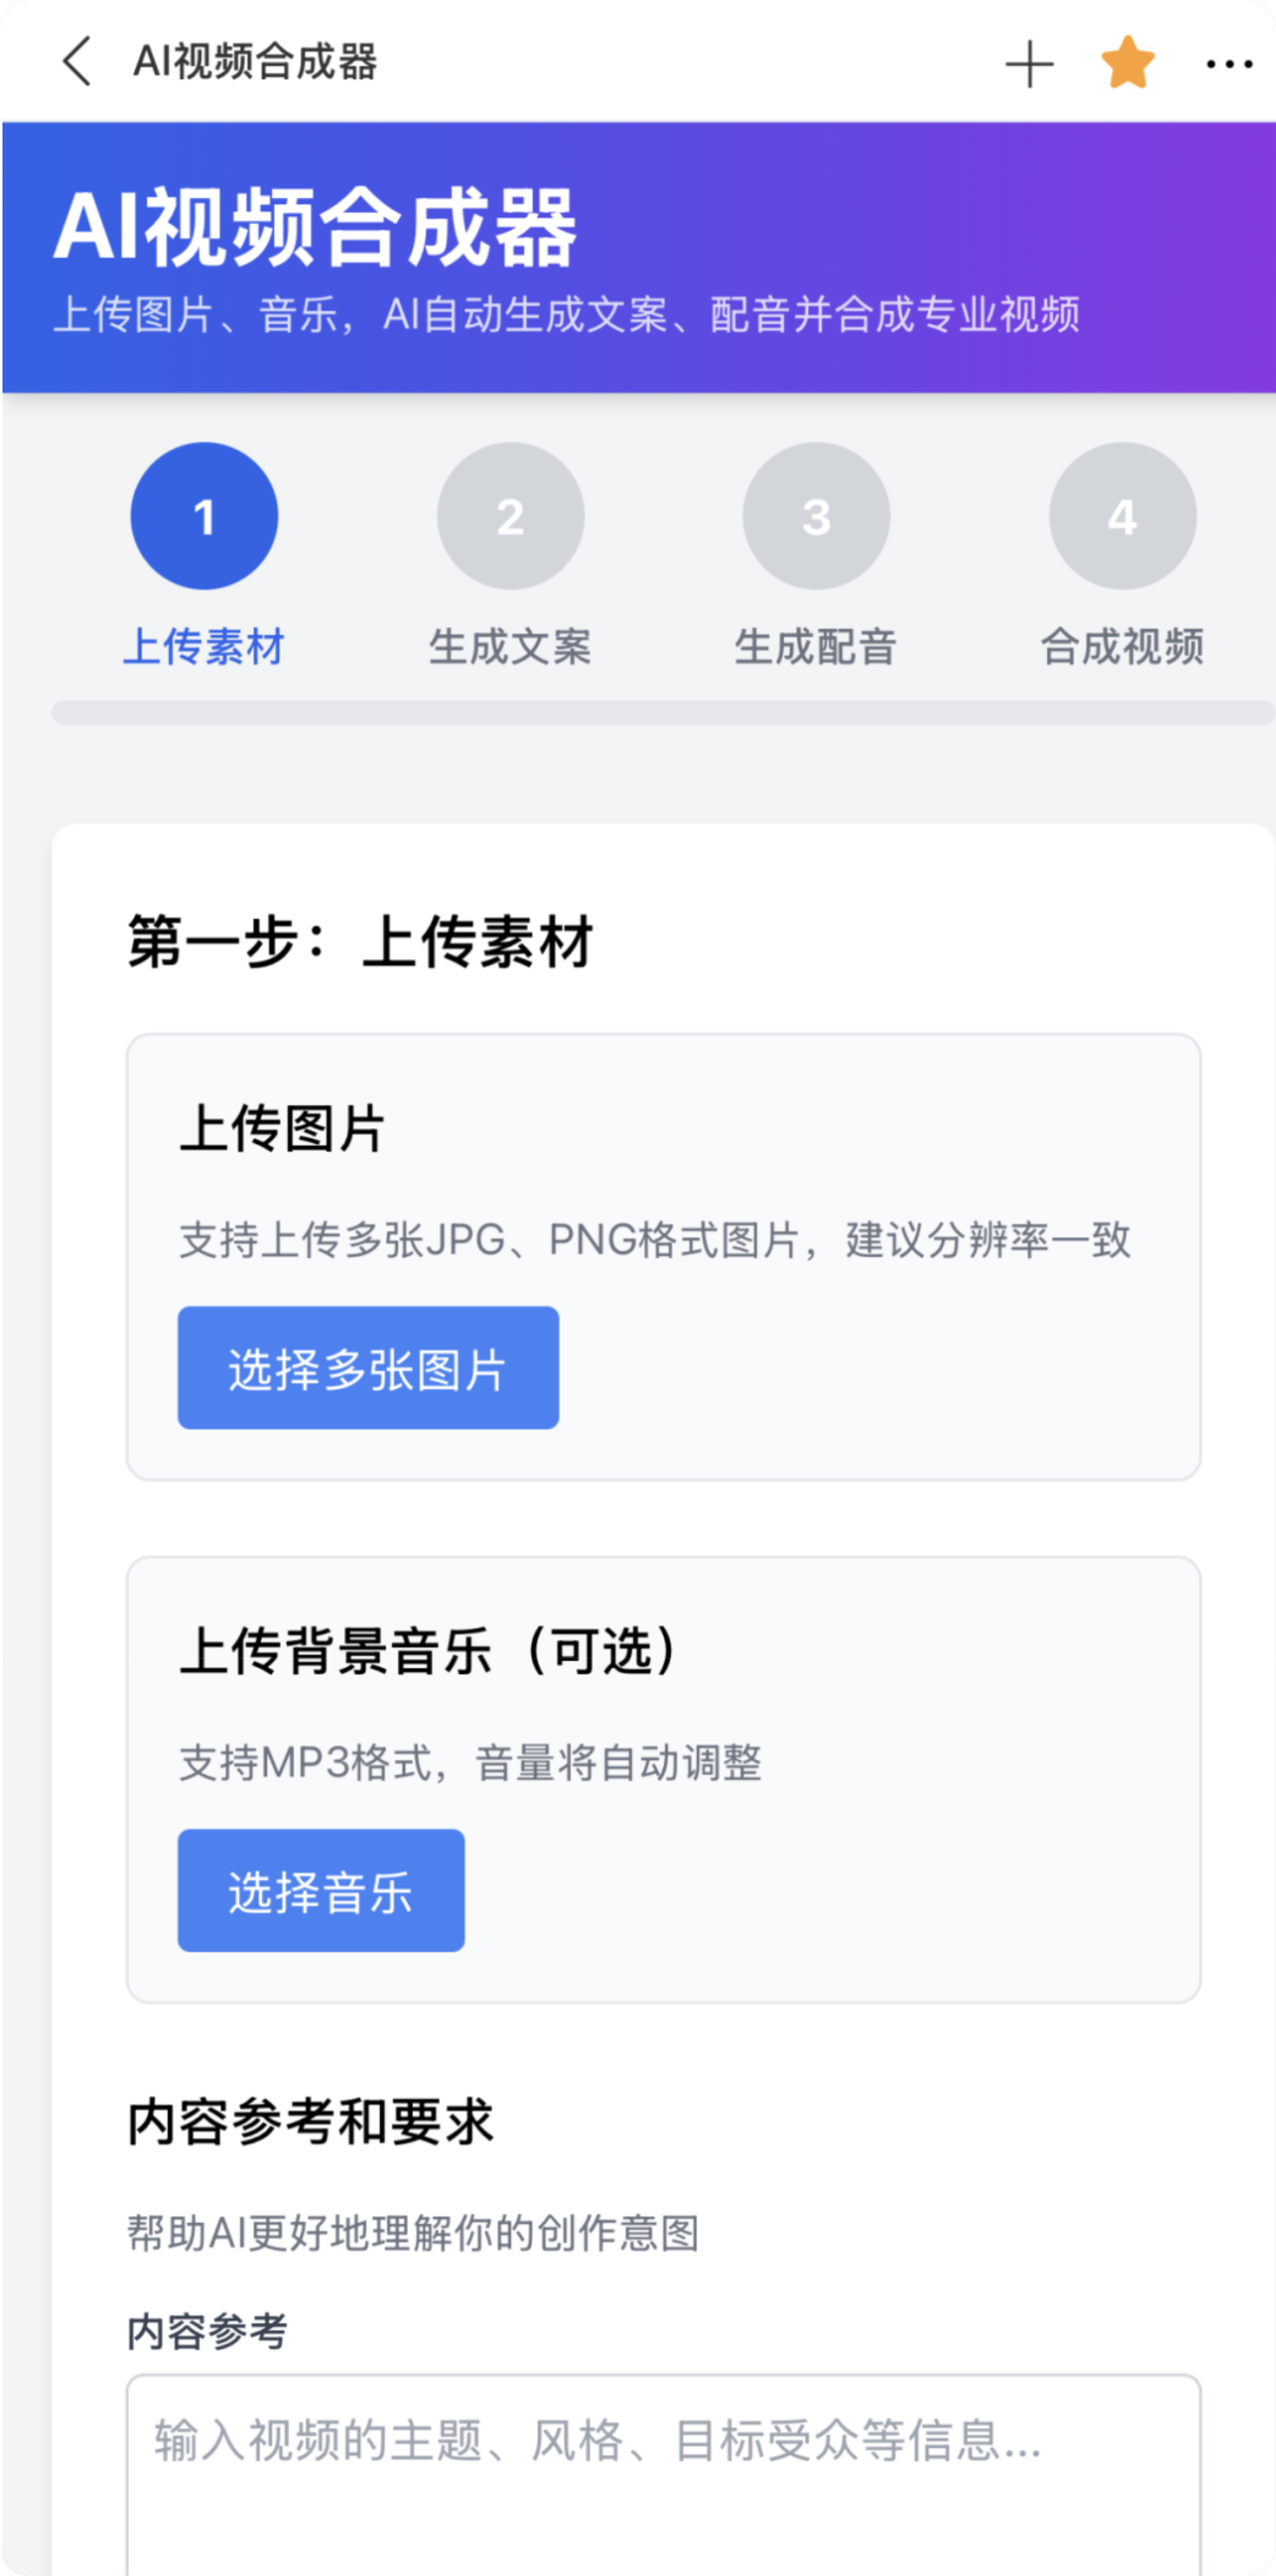 AI视频合成器
AI视频合成器
上传图片、音乐，AI自动生成文案、配音并合成专业视频
1
2
3
4
上传素材
生成文案
生成配音
合成视频
第一步：上传素材
上传图片
支持上传多张JPG、PNG格式图片，建议分辨率一致
选择多张图片
上传背景音乐（可选）
支持MP3格式，音量将自动调整
选择音乐
内容参考和要求
帮助AI更好地理解你的创作意图
内容参考
输入视频的主题、风格、目标受众等信息...